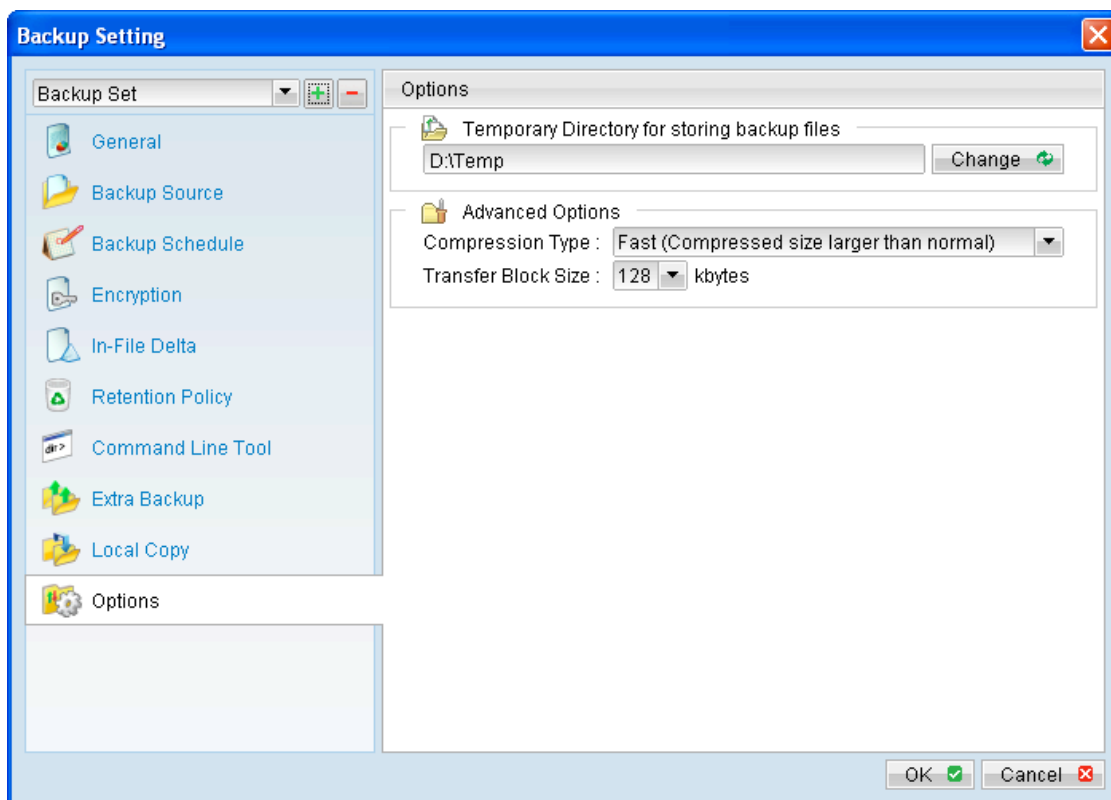 Backup Setting
Backup Set
General
Backup Source
Backup Schedule
Encryption
In-File Delta
Retention Policy
dir>
Command Line Tool
Extra Backup
Local Copy
Options
Options
Temporary Directory for storing backup files
D:\Temp
Change
Advanced Options
Compression Type : Fast (Compressed size larger than normal)
Transfer Block Size : 128 kbytes
OK Cancel